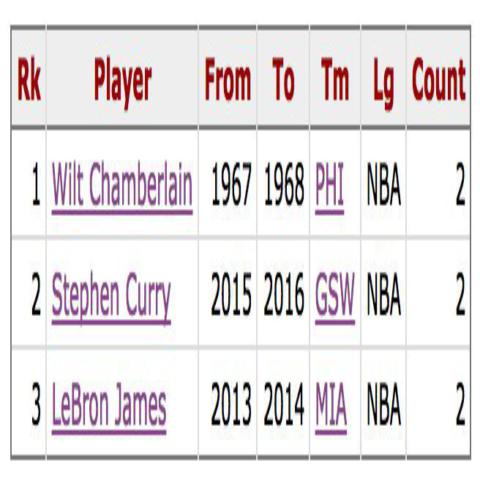 Rk Player From To Tm Lg Count
1 Wilt Chamberlain 1967 1968 PHI NBA 2
2 Stephen Curry 2015 2016 GSW NBA 2
3 LeBron James 2013 2014 MIA NBA 2